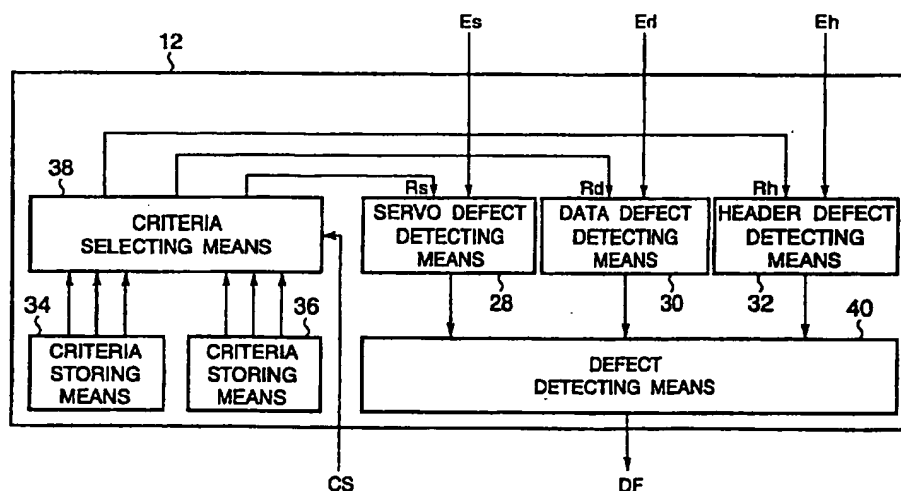 Es Ed Eh
12
38
Rs Rd Rh
CRITERIA
SELECTING MEANS
SERVO DEFECT
DETECTING
MEANS
DATA DEFECT
DETECTING
MEANS
HEADER DEFECT
DETECTING
MEANS
28
30
32
34
36
40
CRITERIA
STORING
MEANS
CRITERIA
STORING
MEANS
DEFECT
DETECTING MEANS
CS
DF